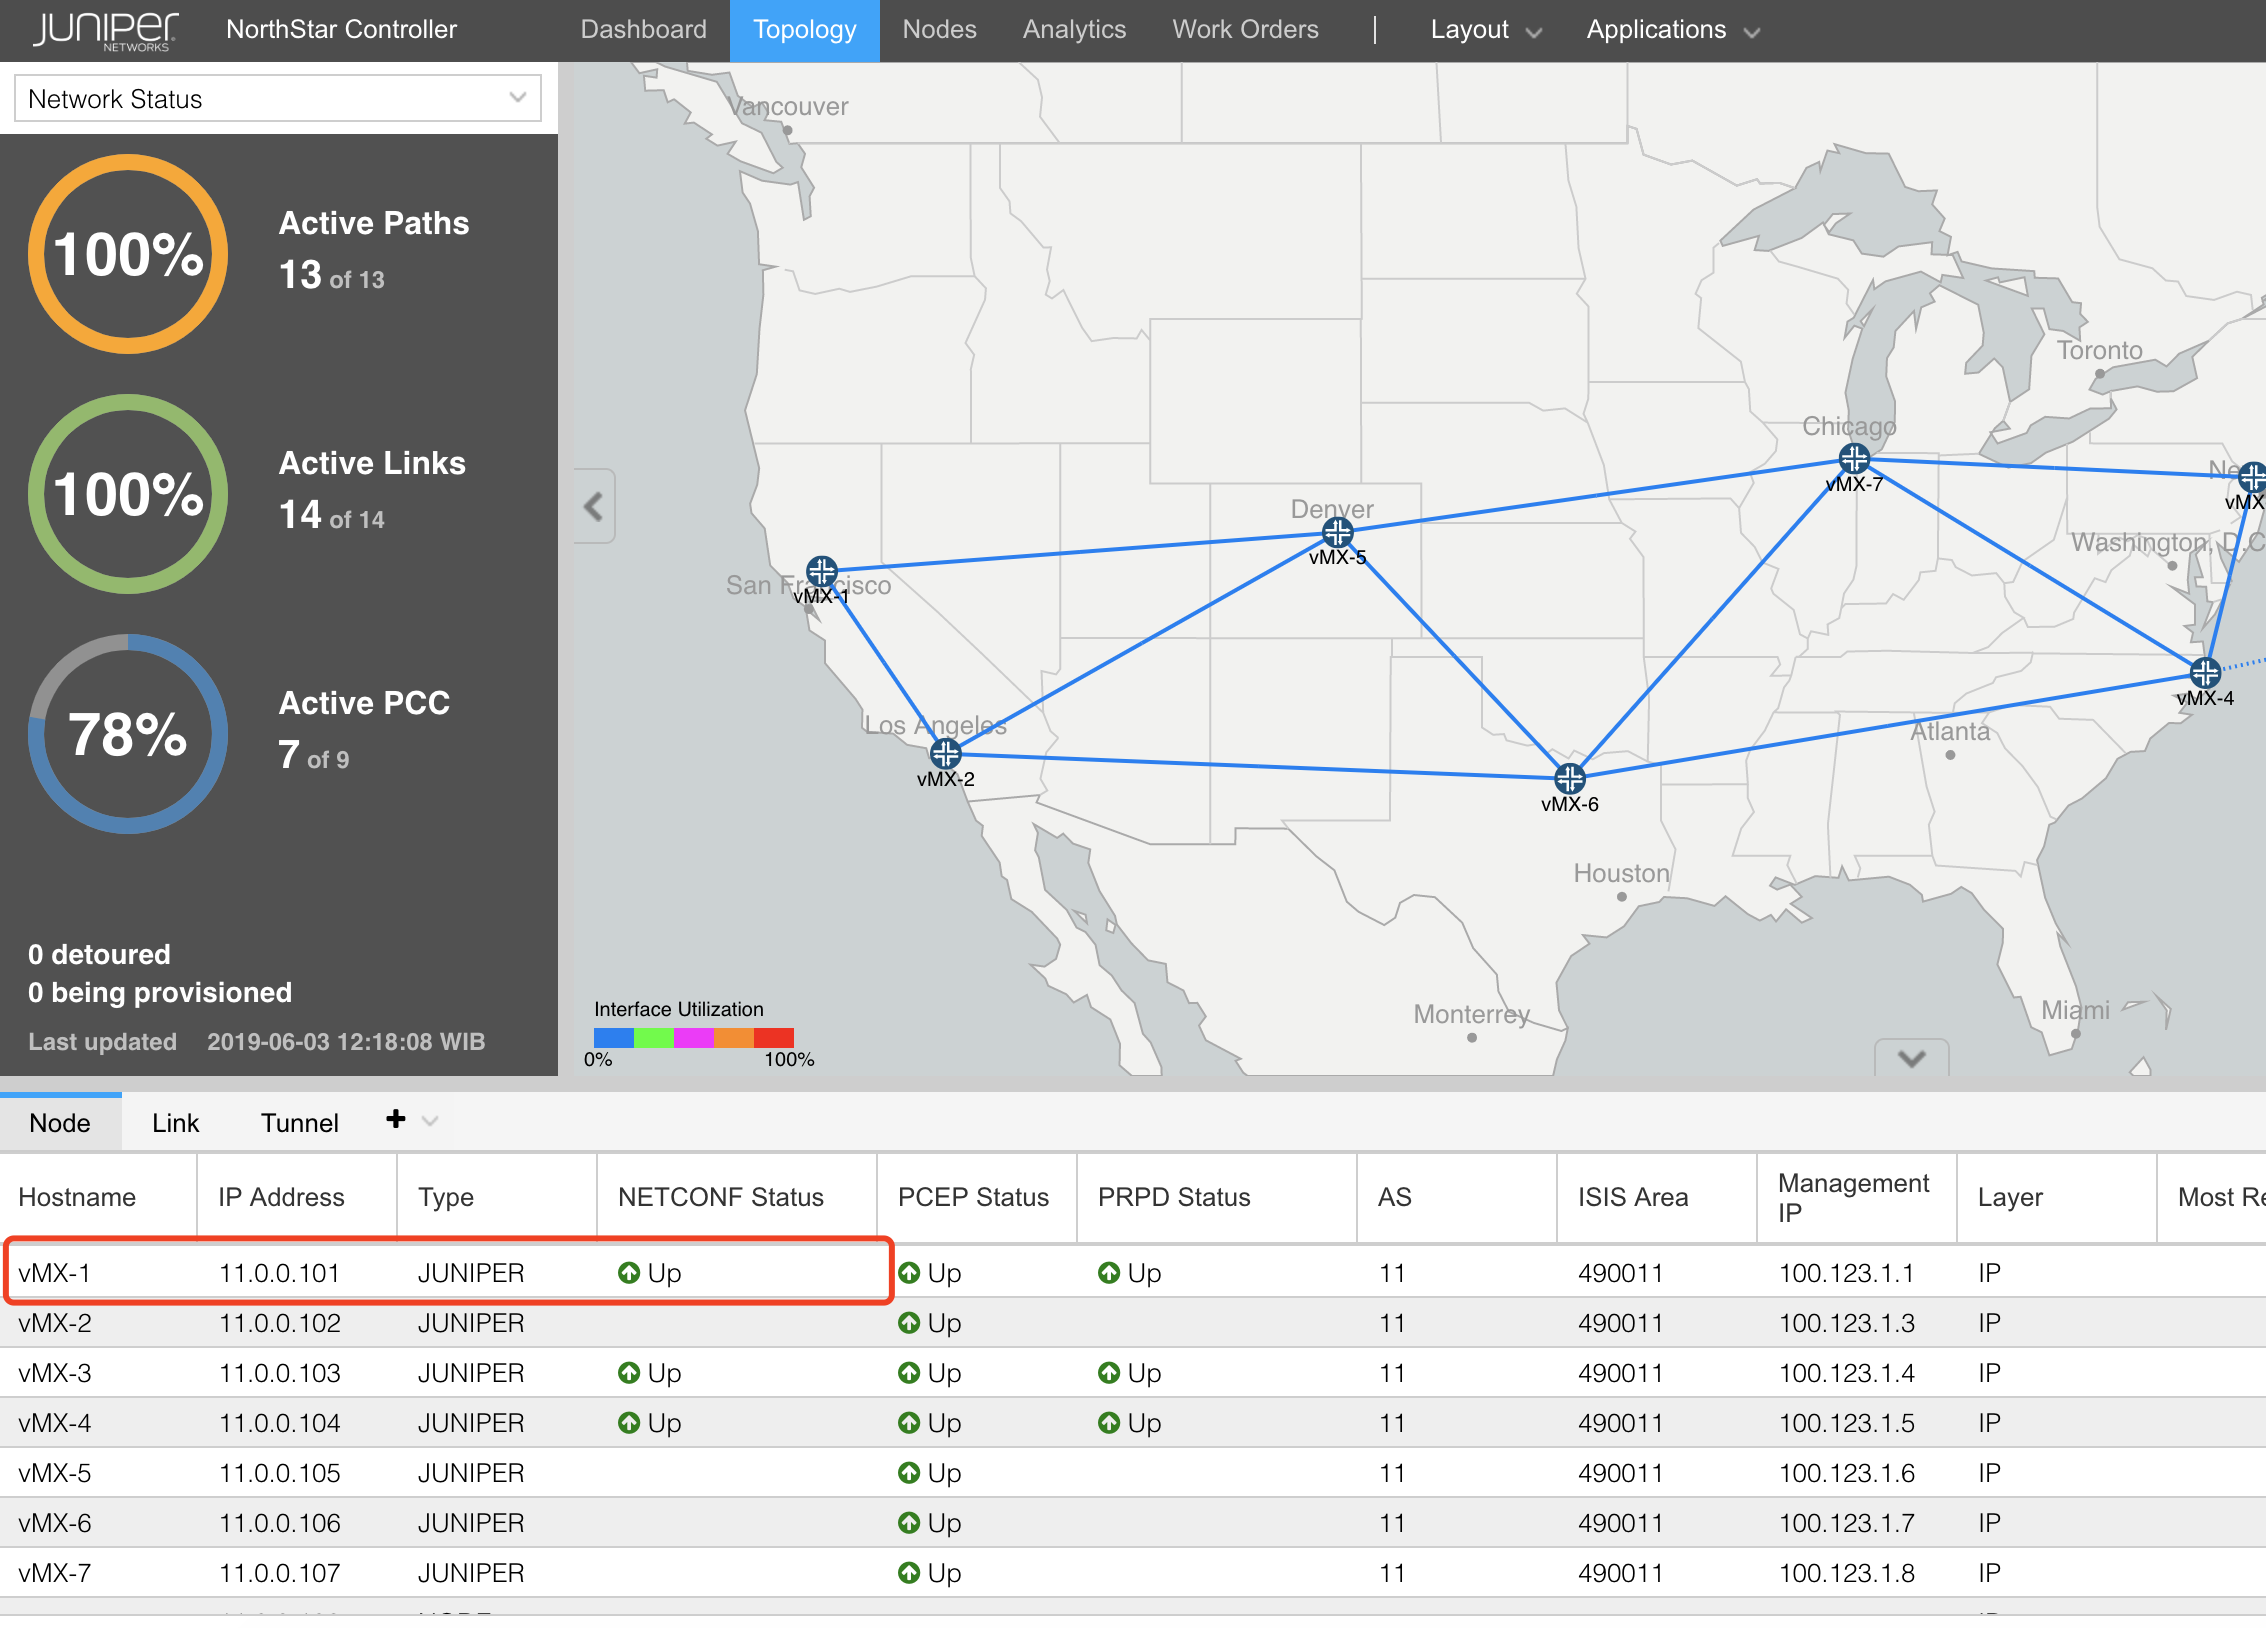 JUNIPEr
NETWORKS
NorthStar Controller
Dashboard
Topology
Nodes
Analytics
Work Orders
Layout
Applications
Network Status
100%
Active Paths
13 of 13
100%
Active Links
14 of 14
78%
Active PCC
7 of 9
0 detoured
0 being provisioned
Last updated 2019-06-03 12:18:08 WIB
Vancouver
Toronto
Chicago
vMX-7
Ne
vMX
Denver
vMX-5
Washington, D.C
San Francisco
vMX-1
vMX-4
Los Angeles
vMX-2
Atlanta
vMX-6
Houston
Monterrey
Miami
Interface Utilization
0% 100%
Node Link Tunnel +
Hostname IP Address Type NETCONF Status PCEP Status PRPD Status AS ISIS Area Management IP Layer Most Re
vMX-1 11.0.0.101 JUNIPER Up Up Up 11 490011 100.123.1.1 IP
vMX-2 11.0.0.102 JUNIPER Up 11 490011 100.123.1.3 IP
vMX-3 11.0.0.103 JUNIPER Up Up Up 11 490011 100.123.1.4 IP
vMX-4 11.0.0.104 JUNIPER Up Up Up 11 490011 100.123.1.5 IP
vMX-5 11.0.0.105 JUNIPER Up 11 490011 100.123.1.6 IP
vMX-6 11.0.0.106 JUNIPER Up 11 490011 100.123.1.7 IP
vMX-7 11.0.0.107 JUNIPER Up 11 490011 100.123.1.8 IP